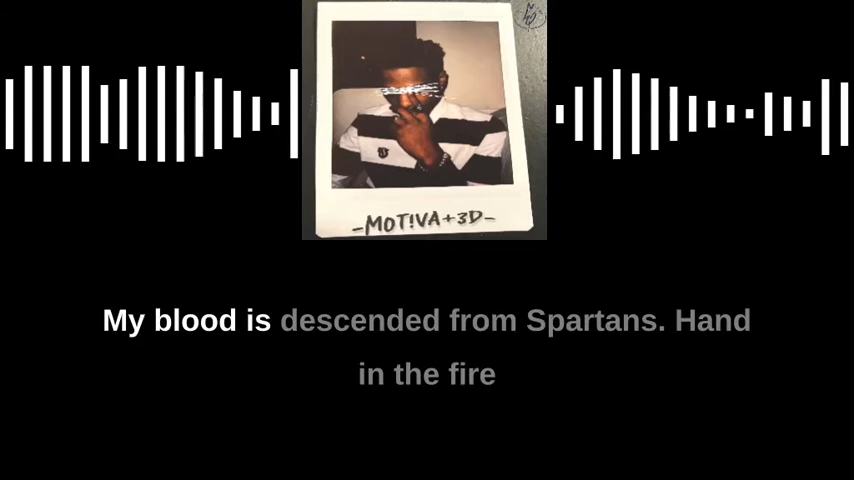 -MOT!VA+3D-
My blood is descended from Spartans. Hand
in the fire